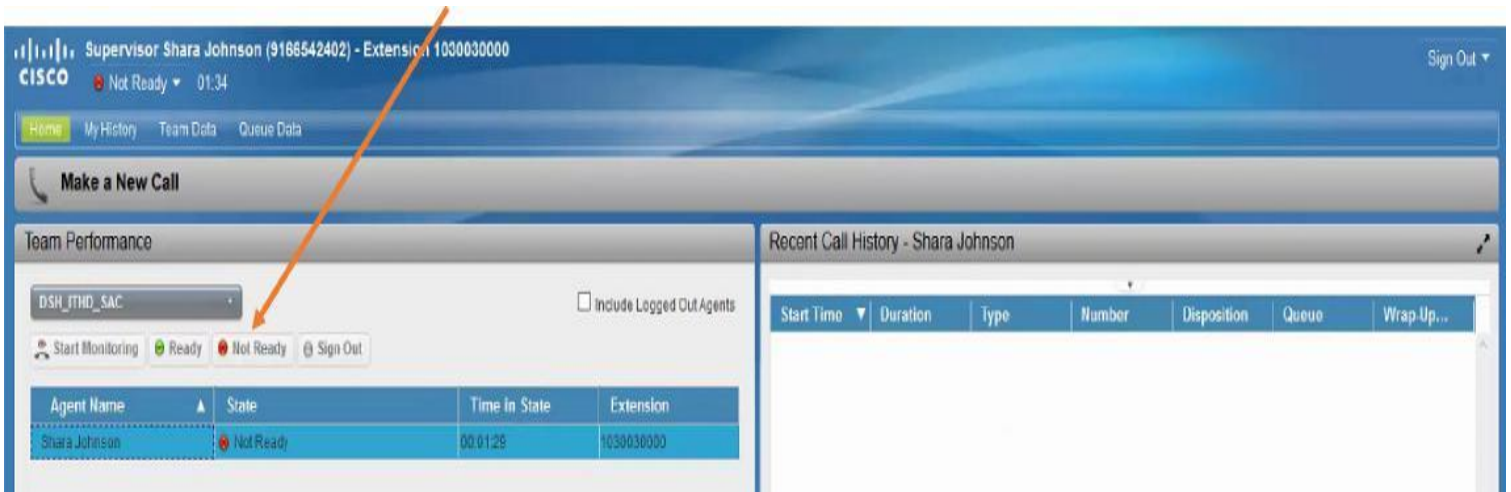 Supervisor Shara Johnson (9166542402) - Extension 1030030000
Sign Out
CISCO
Not Ready 01:34
Home My History Team Data Queue Data
Make a New Call
Team Performance
Recent Call History - Shara Johnson
DSH_ITHD_SAC
Include Logged Out Agents
Start Monitoring Ready Not Ready Sign Out
Start Time Duration Type Number Disposition Queue Wrap-Up...
Agent Name State Time in State Extension
Shara Johnson Not Ready 00:01:29 1030030000